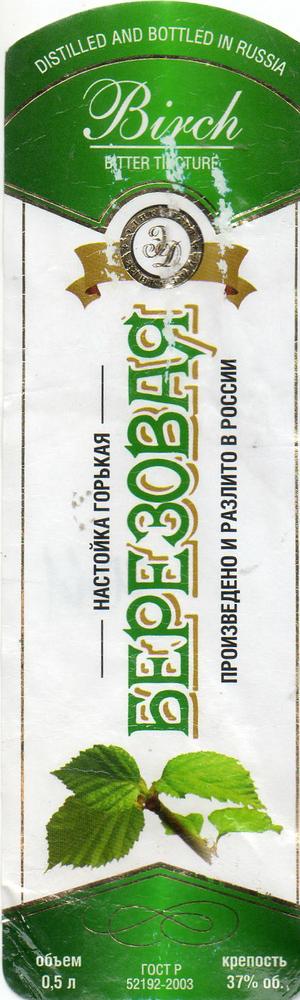 DISTILLED AND BOTTLED IN RUSSIA
Birch
BITTER TINCTURE
НАСТОЙКА ГОРЬКАЯ
БЕРЕЗОВАЯ
ПРОИЗВЕДЕНО И РАЗЛИТО В РОССИИ
объем
0,5 л
ГОСТ Р
52192-2003
крепость
37% об.